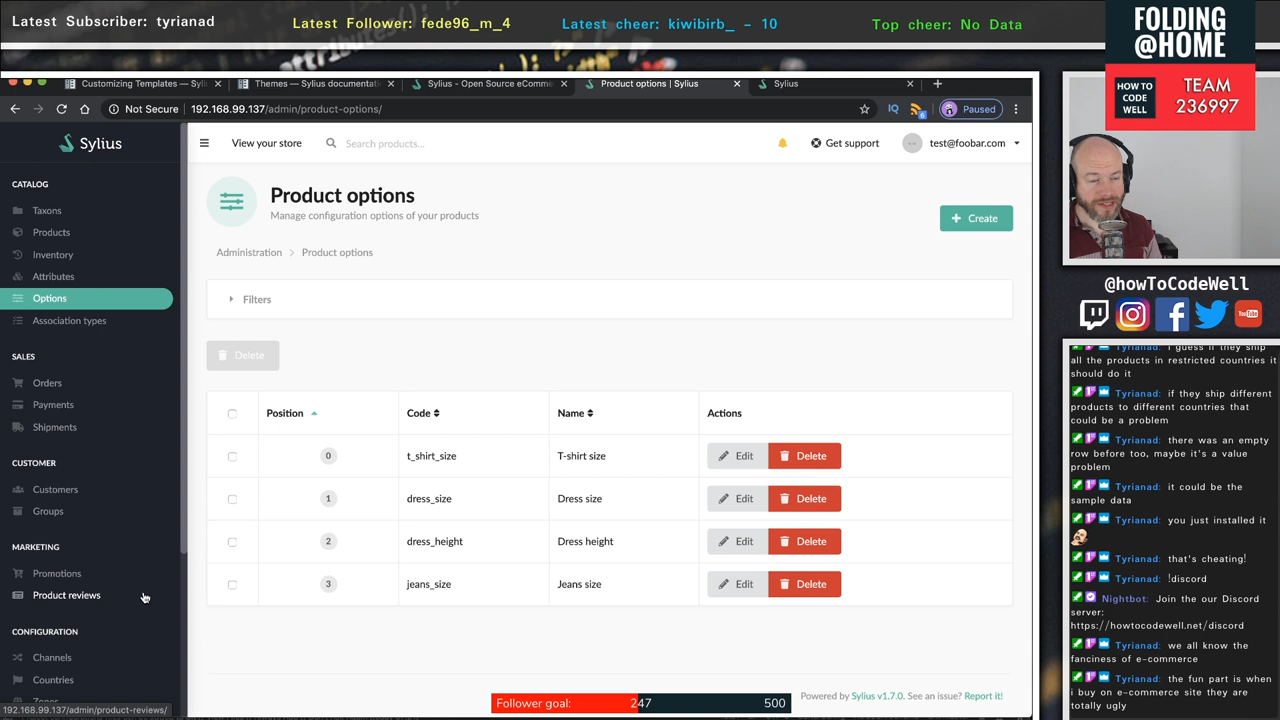 Latest Subscriber: tyrianad
Latest Follower: fede96_m_4
Latest cheer: kiwibirb_ - 10
Top cheer: No Data
FOLDING
@HOME
HOW TO
CODE
WELL
TEAM
236997
Customizing Templates — Syl
Themes — Sylius documentati
Sylius - Open Source eComme
Product options | Sylius
Sylius
Not Secure
192.168.99.137/admin/product-options/
IQ
6
Paused
Sylius
View your store
Search products...
Get support
test@foobar.com
CATALOG
Taxons
Products
Inventory
Attributes
Options
Association types
SALES
Orders
Payments
Shipments
CUSTOMER
Customers
Groups
MARKETING
Promotions
Product reviews
CONFIGURATION
Channels
Countries
Zones
192.168.99.137/admin/product-reviews/
Product options
Manage configuration options of your products
Create
Administration > Product options
Filters
Delete
Position Code Name Actions
0 t_shirt_size T-shirt size Edit Delete
1 dress_size Dress size Edit Delete
2 dress_height Dress height Edit Delete
3 jeans_size Jeans size Edit Delete
Powered by Sylius v1.7.0. See an issue? Report it!
Follower goal: 247 500
@howToCodeWell
You Tube
Tyrianad: i guess if they ship
all the products in restricted countries it
should do it
Tyrianad: if they ship different
products to different countries that
could be a problem
Tyrianad: there was an empty
row before too, maybe it's a value
problem
Tyrianad: it could be the
sample data
Tyrianad: you just installed it
Tyrianad: that's cheating!
Tyrianad: !discord
Nightbot: Join the our Discord
server:
https://howtocodewell.net/discord
Tyrianad: we all know the
fanciness of e-commerce
Tyrianad: the fun part is when
i buy on e-commerce site they are
totally ugly